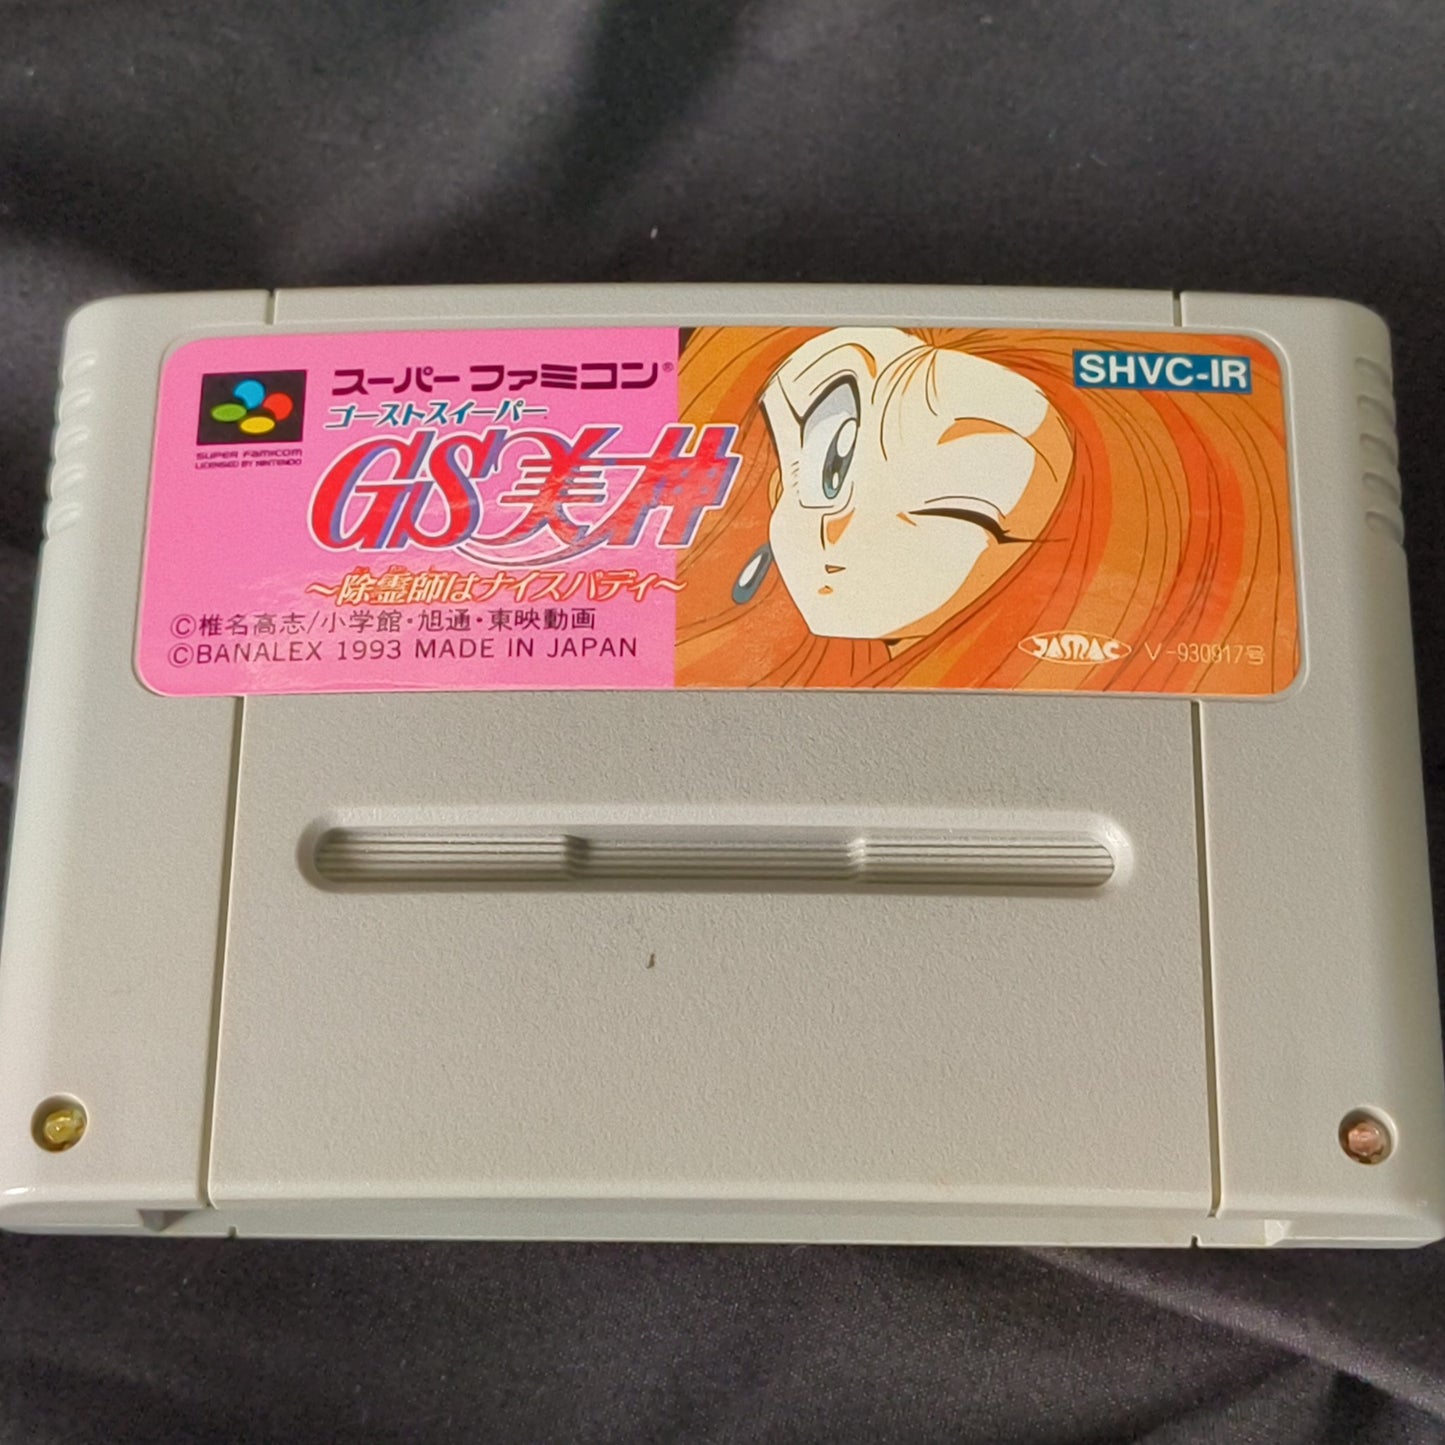 スーパーファミコン®
ゴーストスイーパー
GS美神
～除霊師はナイスバディ～
SUPER FAMICOM
LICENSED BY NINTENDO
©椎名高志/小学館・旭通・東映動画
©BANALEX 1993 MADE IN JAPAN
SHVC-IR
JASRAC V-930917号